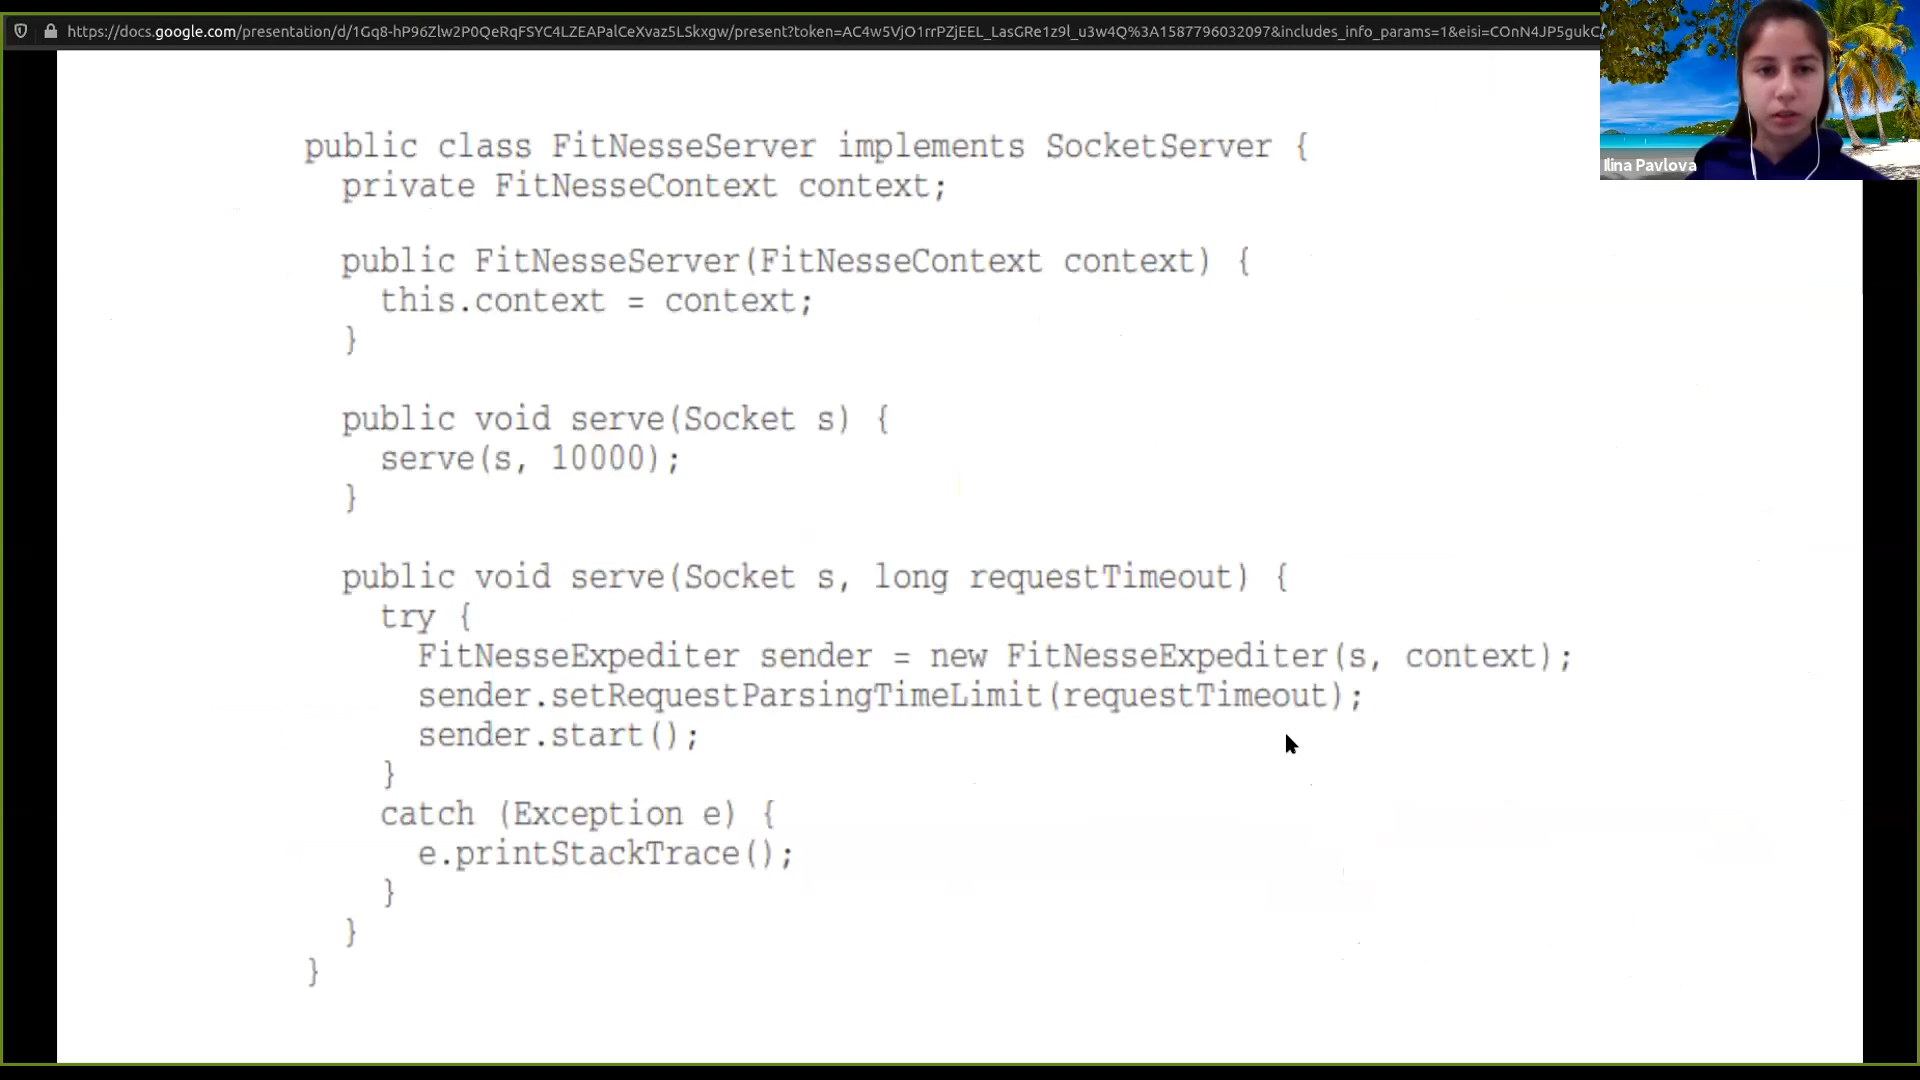 https://docs.google.com/presentation/d/1Gq8-hP96Zlw2P0QeRqFSYC4LZEAPalCeXvaz5LSkxgw/present?token=AC4w5VjO1rrPZjEEL_LasGRe1z9l_u3w4Q%3A1587796032097&includes_info_params=1&eisi=COnN4JP5gukC
Ilina Pavlova
public class FitNesseServer implements SocketServer {
private FitNesseContext context;
public FitNesseServer(FitNesseContext context) {
this.context = context;
}
public void serve(Socket s) {
serve(s, 10000);
}
public void serve(Socket s, long requestTimeout) {
try {
FitNesseExpediter sender = new FitNesseExpediter(s, context);
sender.setRequestParsingTimeLimit(requestTimeout);
sender.start();
}
catch (Exception e) {
e.printStackTrace();
}
}
}